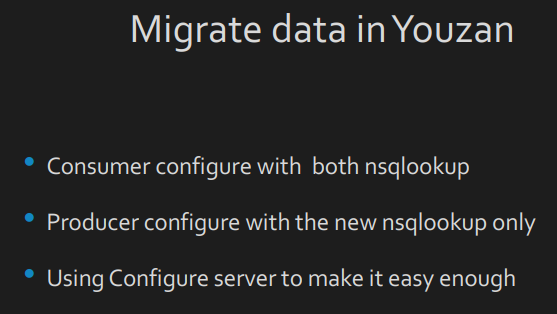 Migrate data in Youzan
Consumer configure with both nsqlookup
Producer configure with the new nsqlookup only
Using Configure server to make it easy enough